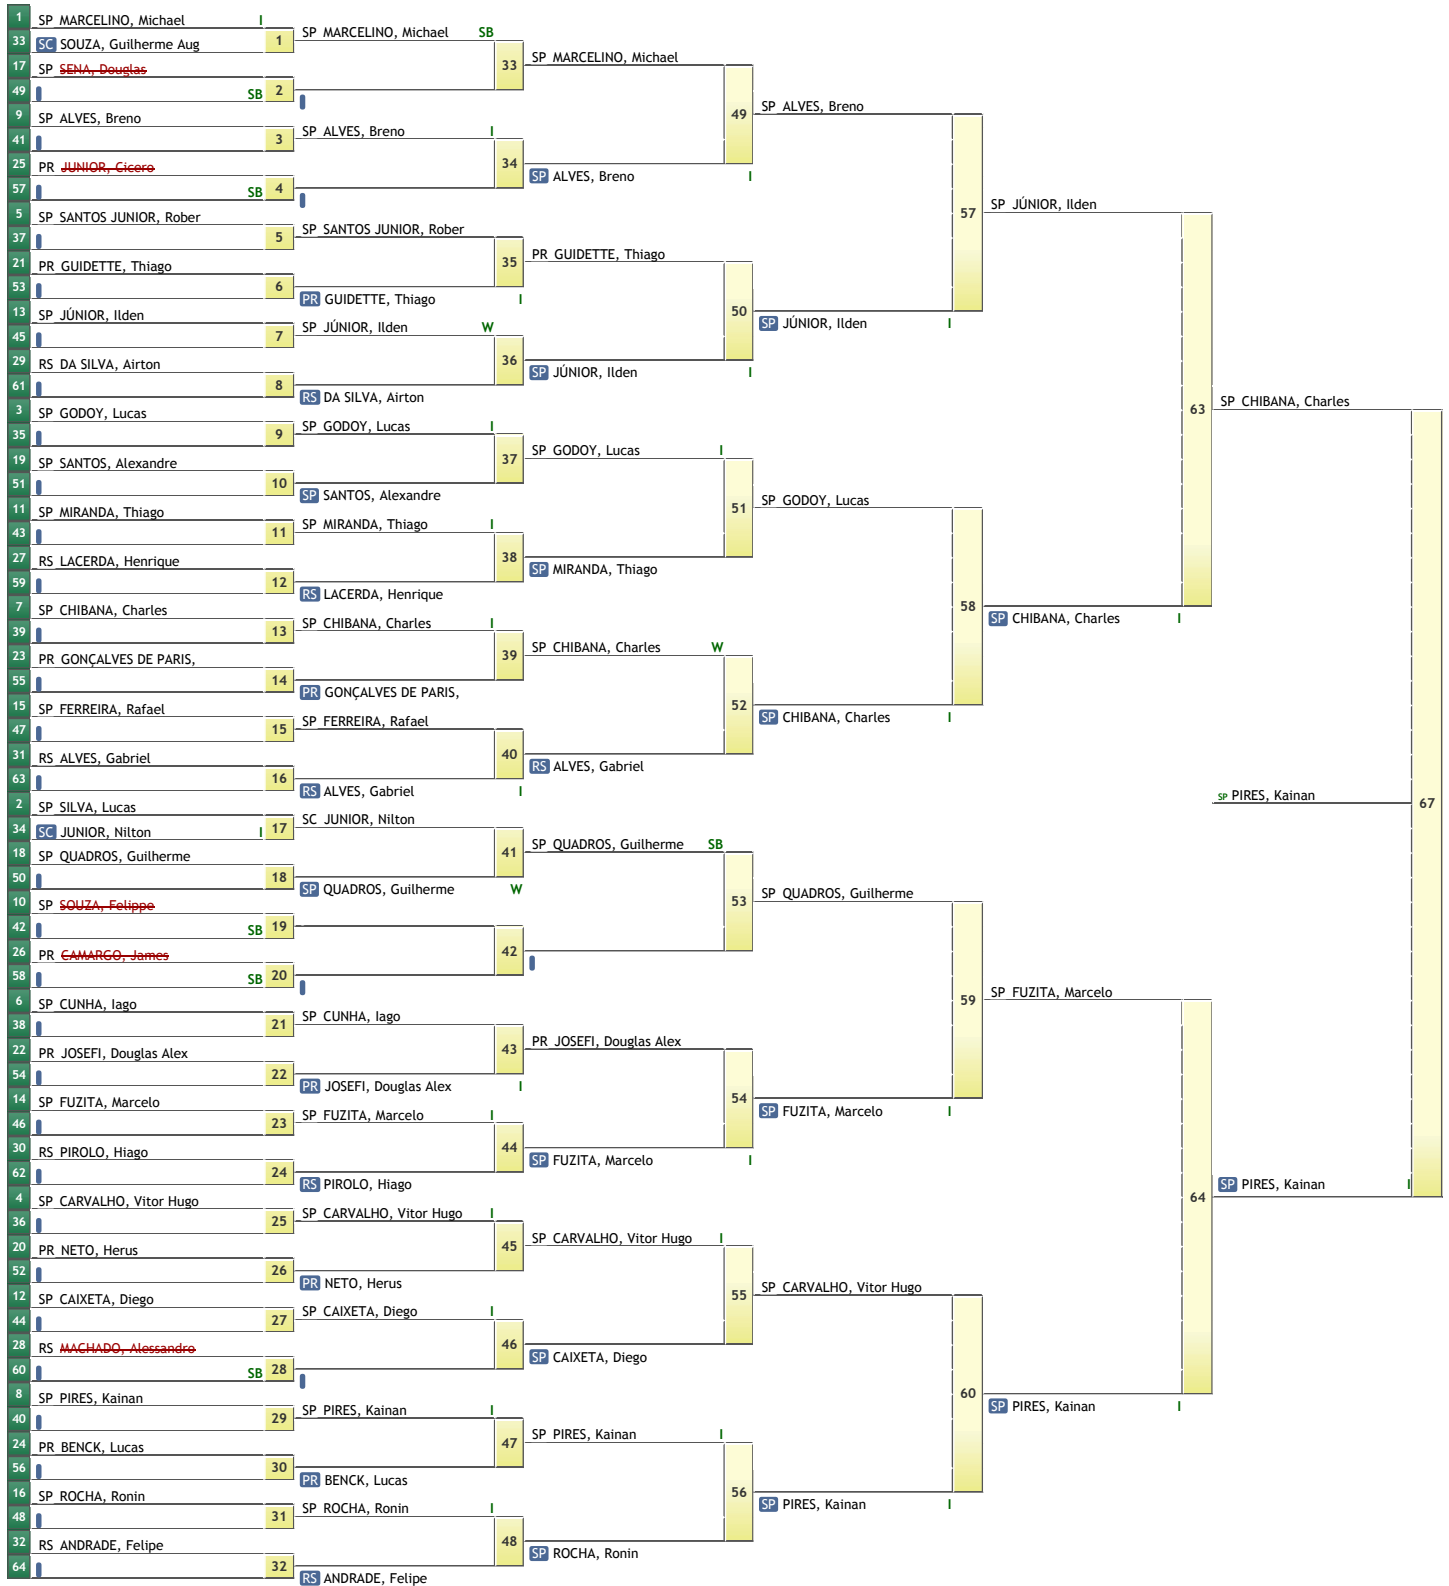 1 SP MARCELINO, Michael I
33 SC SOUZA, Guilherme Aug
1
17 SP SENA, Douglas
49 SB
2
9 SP ALVES, Breno
41
3
25 PR JUNIOR, Cicero
57 SB
4
5 SP SANTOS JUNIOR, Rober
37
5
21 PR GUIDETTE, Thiago
53
6
13 SP JÚNIOR, Ilden
45
7
29 RS DA SILVA, Airton
61
8
3 SP GODOY, Lucas
35
9
19 SP SANTOS, Alexandre
51
10
11 SP MIRANDA, Thiago
43
11
27 RS LACERDA, Henrique
59
12
7 SP CHIBANA, Charles
39
13
23 PR GONÇALVES DE PARIS,
55
14
15 SP FERREIRA, Rafael
47
15
31 RS ALVES, Gabriel
63
16
2 SP SILVA, Lucas
34 SC JUNIOR, Nilton I
17
18 SP QUADROS, Guilherme
50
18
10 SP SOUZA, Felippe
42 SB
19
26 PR CAMARGO, James
58 SB
20
6 SP CUNHA, Iago
38
21
22 PR JOSEFI, Douglas Alex
54
22
14 SP FUZITA, Marcelo
46
23
30 RS PIROLO, Hiago
62
24
4 SP CARVALHO, Vitor Hugo
36
25
20 PR NETO, Herus
52
26
12 SP CAIXETA, Diego
44
27
28 RS MACHADO, Alessandro
60 SB
28
8 SP PIRES, Kainan
40
29
24 PR BENCK, Lucas
56
30
16 SP ROCHA, Ronin
48
31
32 RS ANDRADE, Felipe
64
32
SP MARCELINO, Michael SB
33
SP ALVES, Breno I
34
SP SANTOS JUNIOR, Rober
35
PR GUIDETTE, Thiago I
SP JÚNIOR, Ilden W
36
RS DA SILVA, Airton
SP GODOY, Lucas I
37
SP SANTOS, Alexandre
SP MIRANDA, Thiago I
38
RS LACERDA, Henrique
SP CHIBANA, Charles I
39
PR GONÇALVES DE PARIS,
SP FERREIRA, Rafael
40
RS ALVES, Gabriel I
SC JUNIOR, Nilton
41
SP QUADROS, Guilherme W
42
SP CUNHA, Iago
43
PR JOSEFI, Douglas Alex I
SP FUZITA, Marcelo I
44
RS PIROLO, Hiago
SP CARVALHO, Vitor Hugo I
45
PR NETO, Herus
SP CAIXETA, Diego I
46
SP PIRES, Kainan I
47
PR BENCK, Lucas
SP ROCHA, Ronin I
48
RS ANDRADE, Felipe
SP MARCELINO, Michael
49
SP ALVES, Breno I
PR GUIDETTE, Thiago
50
SP JÚNIOR, Ilden I
SP GODOY, Lucas I
51
SP MIRANDA, Thiago
SP CHIBANA, Charles W
52
RS ALVES, Gabriel
SP QUADROS, Guilherme SB
53
PR JOSEFI, Douglas Alex
54
SP FUZITA, Marcelo I
SP CARVALHO, Vitor Hugo I
55
SP CAIXETA, Diego
SP PIRES, Kainan I
56
SP ROCHA, Ronin
SP ALVES, Breno
57
SP JÚNIOR, Ilden I
SP GODOY, Lucas
58
SP CHIBANA, Charles I
SP QUADROS, Guilherme
59
SP FUZITA, Marcelo I
SP CARVALHO, Vitor Hugo
60
SP PIRES, Kainan I
SP JÚNIOR, Ilden
63
SP CHIBANA, Charles I
SP FUZITA, Marcelo
64
SP PIRES, Kainan I
SP CHIBANA, Charles
SP PIRES, Kainan
67
SP PIRES, Kainan I